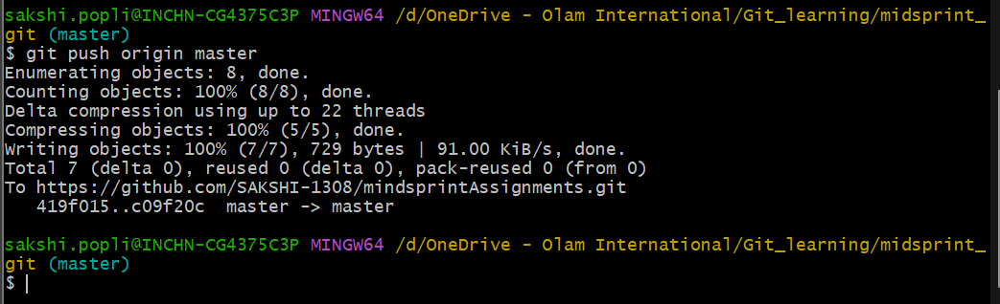 sakshi.popli@INCHN-CG4375C3P MINGW64 /d/OneDrive - Olam International/Git_learning/midsprint_
git (master)
$ git push origin master
Enumerating objects: 8, done.
Counting objects: 100% (8/8), done.
Delta compression using up to 22 threads
Compressing objects: 100% (5/5), done.
Writing objects: 100% (7/7), 729 bytes | 91.00 KiB/s, done.
Total 7 (delta 0), reused 0 (delta 0), pack-reused 0 (from 0)
To https://github.com/SAKSHI-1308/mindsprintAssignments.git
   419f015..c09f20c  master -> master
sakshi.popli@INCHN-CG4375C3P MINGW64 /d/OneDrive - Olam International/Git_learning/midsprint_
git (master)
$